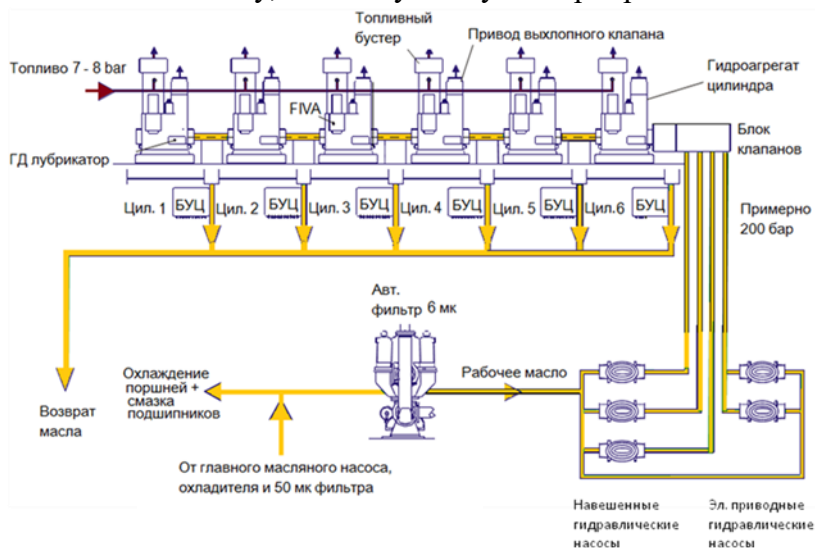 Топливный
бустер
Привод выхлопного клапана
Топливо 7 - 8 bar
Гидроагрегат
цилиндра
FIVA
Блок
клапанов
ГД лубрикатор
Цил. 1 БУЦ Цил. 2 БУЦ Цил. 3 БУЦ Цил. 4 БУЦ Цил. 5 БУЦ Цил.6 БУЦ
Примерно
200 бар
Авт.
фильтр 6 мк
Охлаждение
поршней +
смазка
подшипников
Рабочее масло
Возврат
масла
От главного масляного насоса,
охладителя и 50 мк фильтра
Навешенные
гидравлические
насосы
Эл. приводные
гидравлические
насосы